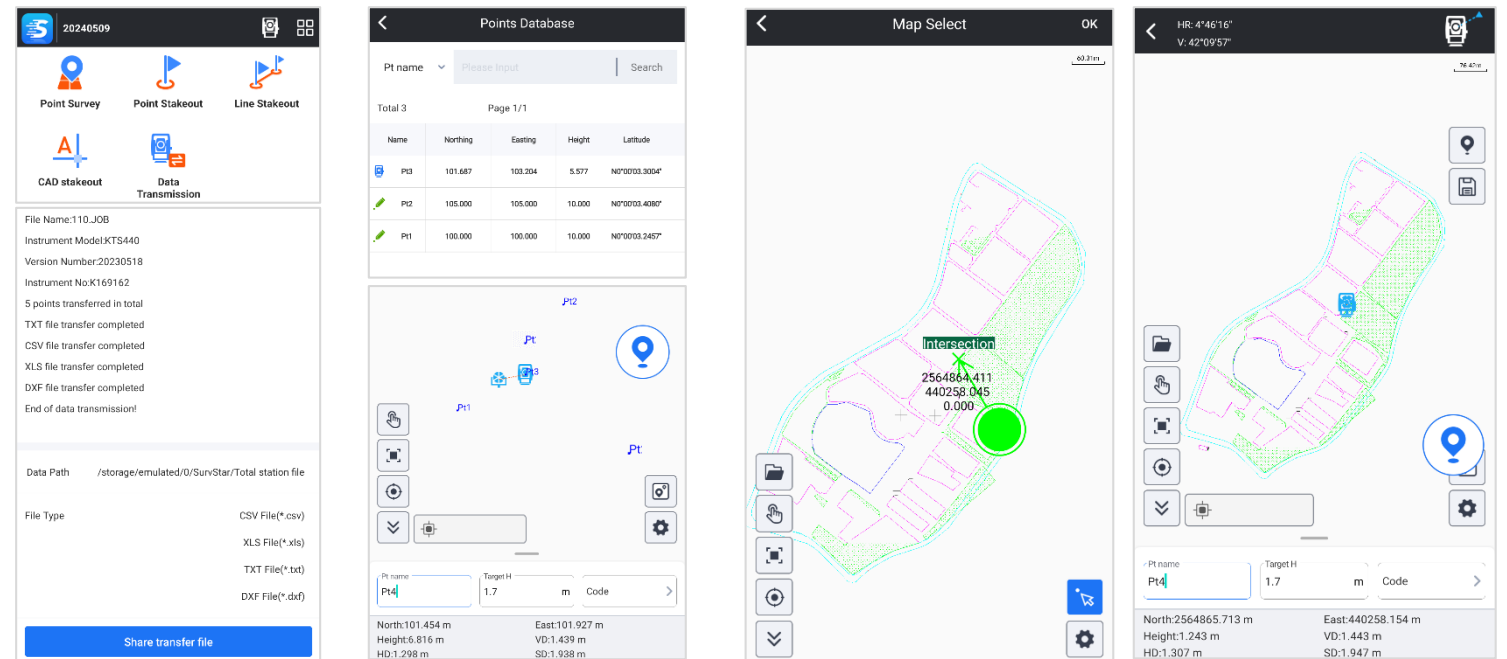 20240509
Point Survey
Point Stakeout
Line Stakeout
CAD stakeout
Data
Transmission
File Name:110.JOB
Instrument Model:KTS440
Version Number:20230518
Instrument No:K169162
5 points transferred in total
TXT file transfer completed
CSV file transfer completed
XLS file transfer completed
DXF file transfer completed
End of data transmission!
Data Path /storage/emulated/0/SurvStar/Total station file
File Type CSV File(*.csv)
XLS File(*.xls)
TXT File(*.txt)
DXF File(*.dxf)
Share transfer file
Points Database
Pt name Please Input Search
Total 3 Page 1/1
Name Northing Easting Height Latitude
Pt3 101.687 103.204 5.577 N0°00'03.3004"
Pt2 105.000 105.000 10.000 N0°00'03.4080"
Pt1 100.000 100.000 10.000 N0°00'03.2457"
Pt2
Pt
Pt3
Pt1
Pt
Pt name Target H
Pt4 1.7 m Code
North:101.454 m East:101.927 m
Height:6.816 m VD:1.439 m
HD:1.298 m SD:1.938 m
Map Select OK
60.31m
Intersection
2564864.411
440258.045
0.000
HR: 4°46'16"
V: 42°09'57"
76.42m
Pt name Target H
Pt4 1.7 m Code
North:2564865.713 m East:440258.154 m
Height:1.243 m VD:1.443 m
HD:1.307 m SD:1.947 m